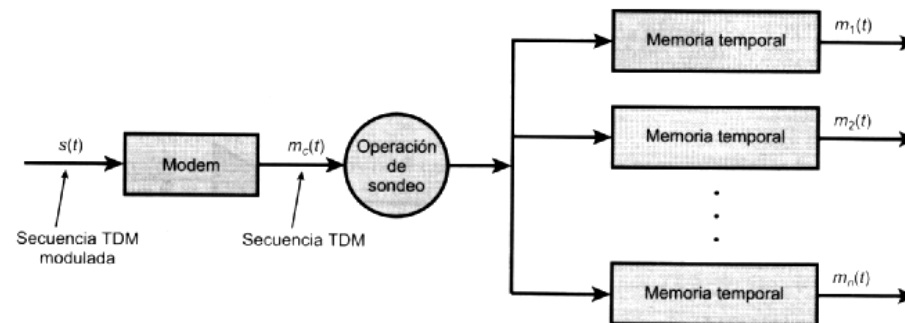 s(t)
Modem
Secuencia TDM
modulada
m_c(t)
Secuencia TDM
Operación
de
sondeo
Memoria temporal
m_1(t)
Memoria temporal
m_2(t)
Memoria temporal
m_n(t)